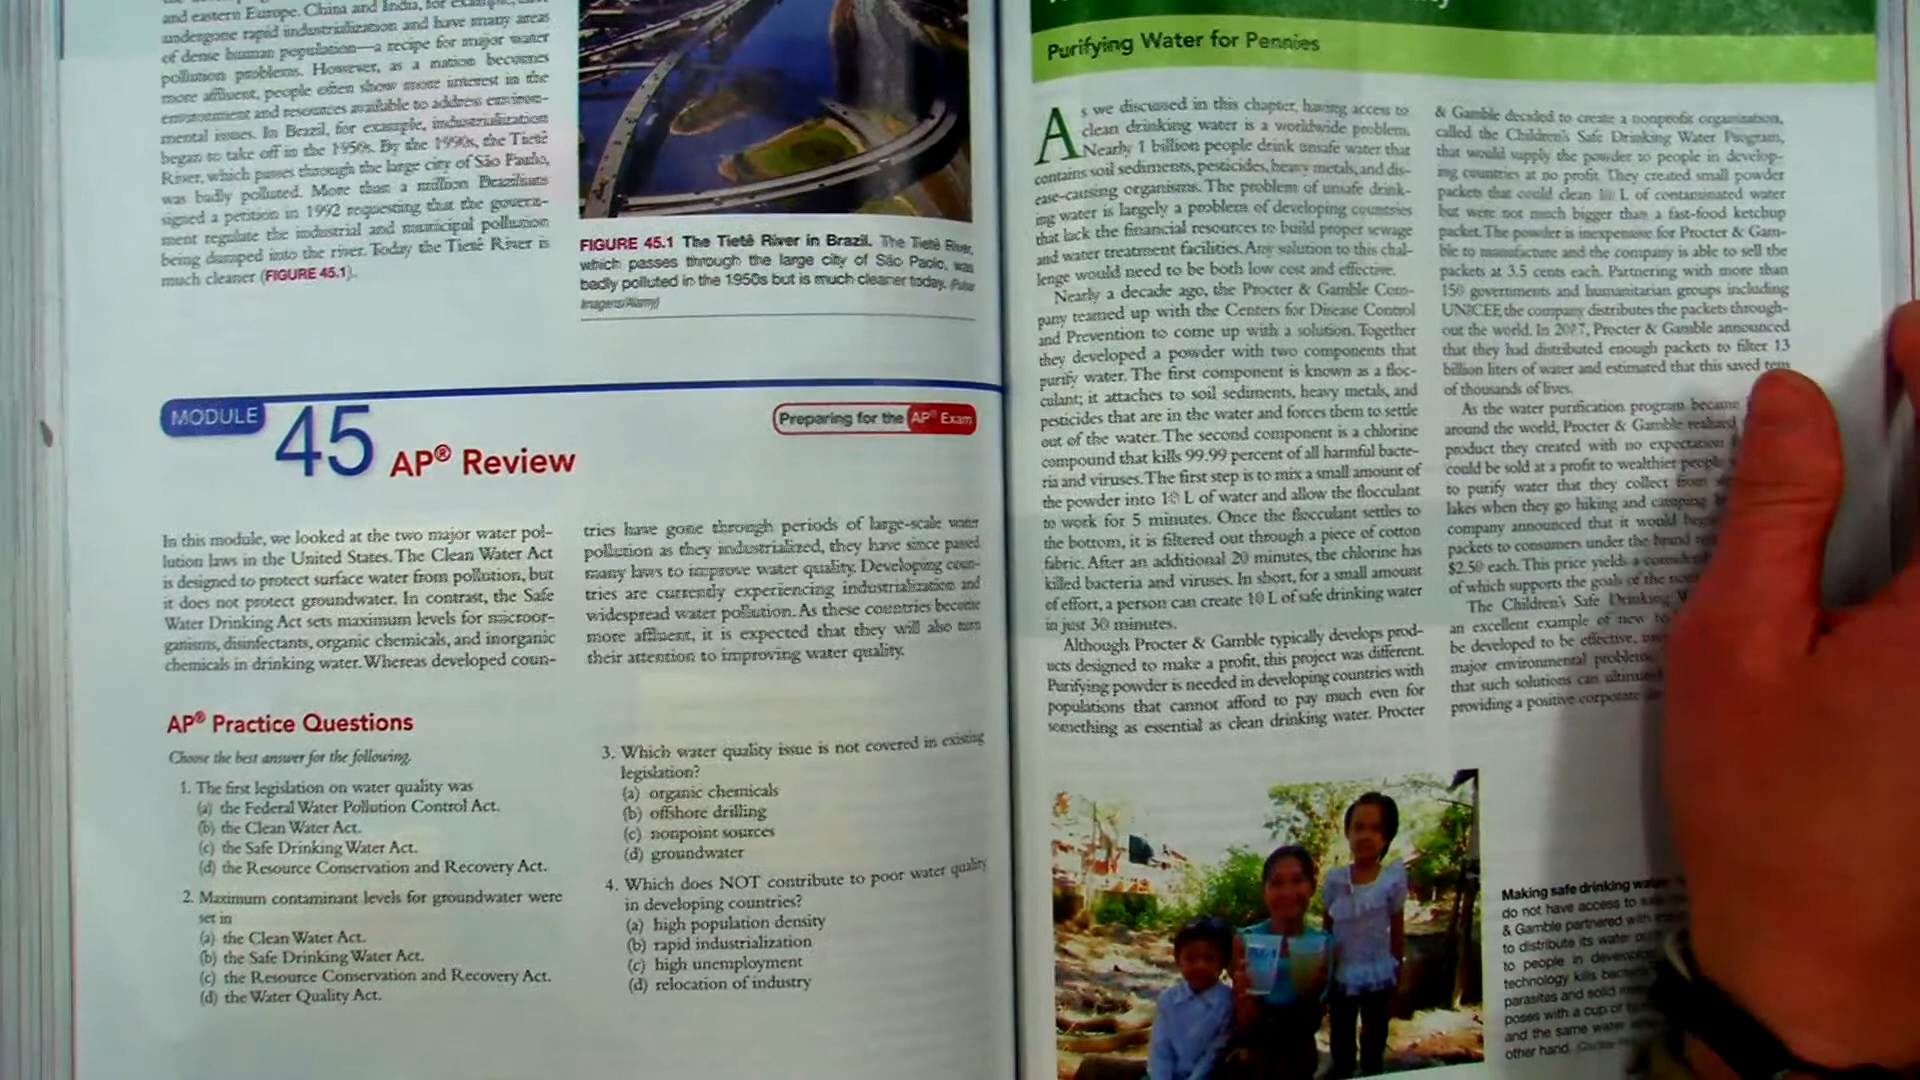 and eastern Europe. China and India, for example, have
undergone rapid industrialization and have many areas
of dense human population—a recipe for major water
pollution problems. However, as a nation becomes
more affluent, people often show more interest in the
environment and resources available to address environ-
mental issues. In Brazil, for example, industrialization
began to take off in the 1950s. By the 1990s, the Tietê
River, which passes through the large city of São Paulo,
was badly polluted. More than a million Brazilians
signed a petition in 1992 requesting that the govern-
ment regulate the industrial and municipal pollution
being dumped into the river. Today the Tietê River is
much cleaner (FIGURE 45.1).
FIGURE 45.1 The Tietê River in Brazil. The Tietê River,
which passes through the large city of São Paolo, was
badly polluted in the 1950s but is much cleaner today.
Imagens/Alamy)
MODULE 45 AP® Review
Preparing for the AP® Exam
In this module, we looked at the two major water pol-
lution laws in the United States. The Clean Water Act
is designed to protect surface water from pollution, but
it does not protect groundwater. In contrast, the Safe
Water Drinking Act sets maximum levels for microor-
ganisms, disinfectants, organic chemicals, and inorganic
chemicals in drinking water. Whereas developed coun-
tries have gone through periods of large-scale water
pollution as they industrialized, they have since passed
many laws to improve water quality. Developing coun-
tries are currently experiencing industrialization and
widespread water pollution. As these countries become
more affluent, it is expected that they will also turn
their attention to improving water quality.
AP® Practice Questions
Choose the best answer for the following.
1. The first legislation on water quality was
(a) the Federal Water Pollution Control Act.
(b) the Clean Water Act.
(c) the Safe Drinking Water Act.
(d) the Resource Conservation and Recovery Act.
2. Maximum contaminant levels for groundwater were
set in
(a) the Clean Water Act.
(b) the Safe Drinking Water Act.
(c) the Resource Conservation and Recovery Act.
(d) the Water Quality Act.
3. Which water quality issue is not covered in existing
legislation?
(a) organic chemicals
(b) offshore drilling
(c) nonpoint sources
(d) groundwater
4. Which does NOT contribute to poor water quality
in developing countries?
(a) high population density
(b) rapid industrialization
(c) high unemployment
(d) relocation of industry
Purifying Water for Pennies
As we discussed in this chapter, having access to
clean drinking water is a worldwide problem.
Nearly 1 billion people drink unsafe water that
contains soil sediments, pesticides, heavy metals, and dis-
ease-causing organisms. The problem of unsafe drink-
ing water is largely a problem of developing countries
that lack the financial resources to build proper sewage
and water treatment facilities. Any solution to this chal-
lenge would need to be both low cost and effective.
Nearly a decade ago, the Procter & Gamble Com-
pany teamed up with the Centers for Disease Control
and Prevention to come up with a solution. Together
they developed a powder with two components that
purify water. The first component is known as a floc-
culant; it attaches to soil sediments, heavy metals, and
pesticides that are in the water and forces them to settle
out of the water. The second component is a chlorine
compound that kills 99.99 percent of all harmful bacte-
ria and viruses. The first step is to mix a small amount of
the powder into 10 L of water and allow the flocculant
to work for 5 minutes. Once the flocculant settles to
the bottom, it is filtered out through a piece of cotton
fabric. After an additional 20 minutes, the chlorine has
killed bacteria and viruses. In short, for a small amount
of effort, a person can create 10 L of safe drinking water
in just 30 minutes.
Although Procter & Gamble typically develops prod-
ucts designed to make a profit, this project was different.
Purifying powder is needed in developing countries with
populations that cannot afford to pay much even for
something as essential as clean drinking water. Procter
& Gamble decided to create a nonprofit organization,
called the Children's Safe Drinking Water Program,
that would supply the powder to people in develop-
ing countries at no profit. They created small powder
packets that could clean 10 L of contaminated water
but were not much bigger than a fast-food ketchup
packet. The powder is inexpensive for Procter & Gam-
ble to manufacture and the company is able to sell the
packets at 3.5 cents each. Partnering with more than
150 governments and humanitarian groups including
UNICEF, the company distributes the packets through-
out the world. In Procter & Gamble announced
that they had distributed enough packets to filter 13
billion liters of water and estimated that this saved tens
of thousands of lives.
As the water purification program became
around the world, Procter & Gamble realized
product they created with no expectation
could be sold at a profit to wealthier people
to purify water that they collect from
lakes when they go hiking and camping
company announced that it would
packets to consumers under the brand
$2.50 each. This price yields a
of which supports the goals of the
The Children's Safe Drinking
an excellent example of new
be developed to be effective,
major environmental problems
that such solutions can
providing a positive corporate
Making safe drinking water
do not have access to
& Gamble partnered with
to distribute its water
to people in
technology kills
parasites and solid
poses with a cup of
and the same water
other hand.